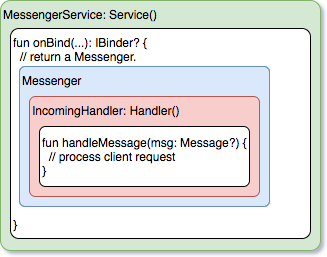 MessengerService: Service()
fun onBind(...): IBinder? {
// return a Messenger.
Messenger
IncomingHandler: Handler()
fun handleMessage(msg: Message?) {
// process client request
}
}